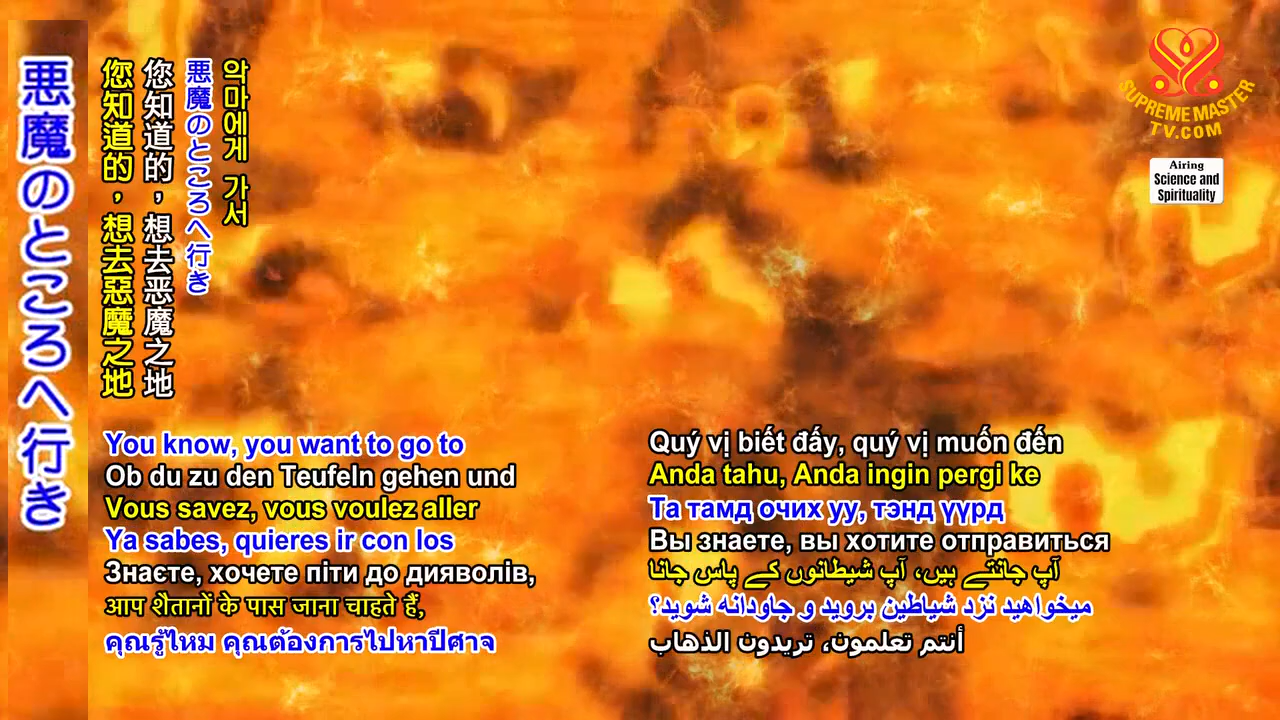 悪魔のところへ行き
您知道的，想去惡魔之地
您知道的，想去恶魔之地
悪魔のところへ行き
악마에게 가서
SUPREME MASTER
TV.COM
Airing
Science and
Spirituality
You know, you want to go to
Ob du zu den Teufeln gehen und
Vous savez, vous voulez aller
Ya sabes, quieres ir con los
Знаєте, хочете піти до дияволів,
आप शैतानों के पास जाना चाहते हैं,
คุณรู้ไหม คุณต้องการไปหาปีศาจ
Quý vị biết đấy, quý vị muốn đến
Anda tahu, Anda ingin pergi ke
Та тамд очих уу, тэнд үүрд
Вы знаете, вы хотите отправиться
آپ جانتے ہیں، آپ شیطانوں کے پاس جانا
میخواهید نزد شیاطین بروید و جاودانه شوید؟
أنتم تعلمون، تريدون الذهاب